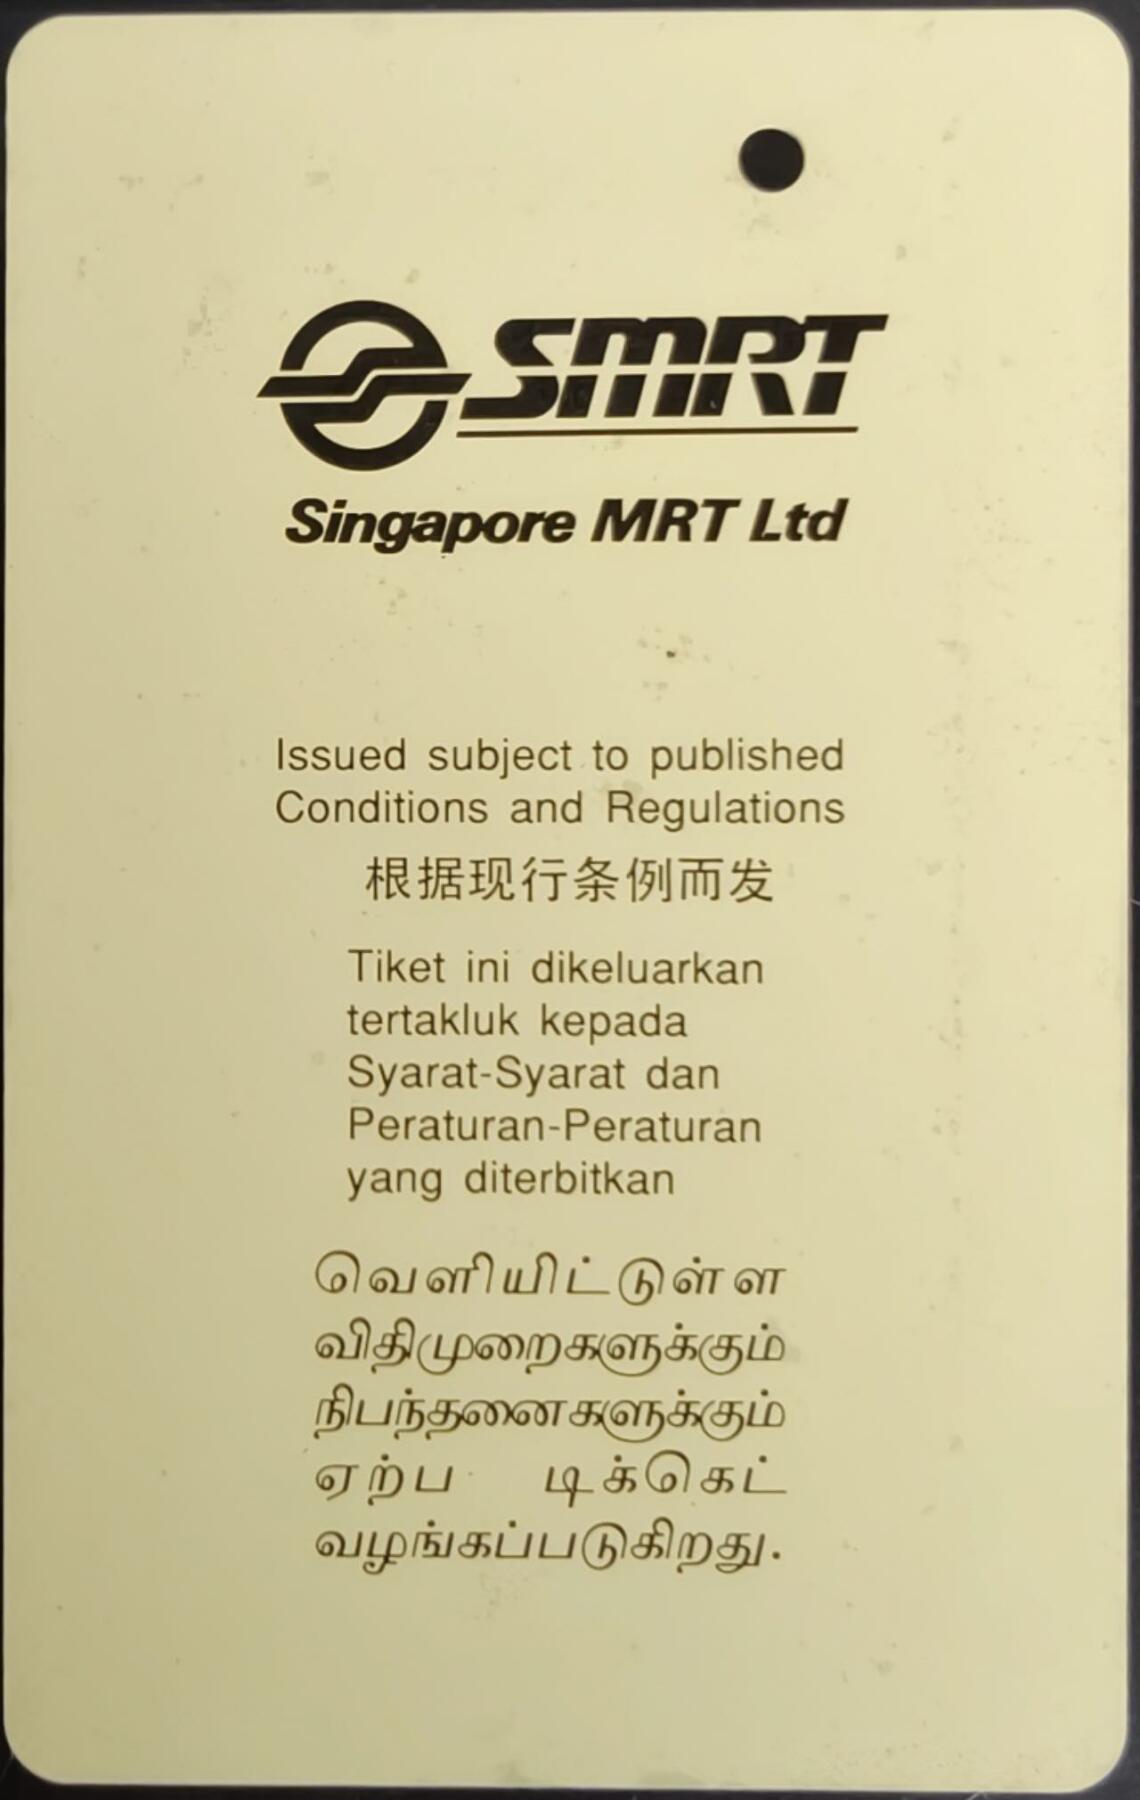 SMRT
Singapore MRT Ltd
Issued subject to published
Conditions and Regulations
根据现行条例而发
Tiket ini dikeluarkan
tertakluk kepada
Syarat-Syarat dan
Peraturan-Peraturan
yang diterbitkan
வெளியிட்டுள்ள
விதிமுறைகளுக்கும்
நிபந்தனைகளுக்கும்
ஏற்ப டிக்கெட்
வழங்கப்படுகிறது.